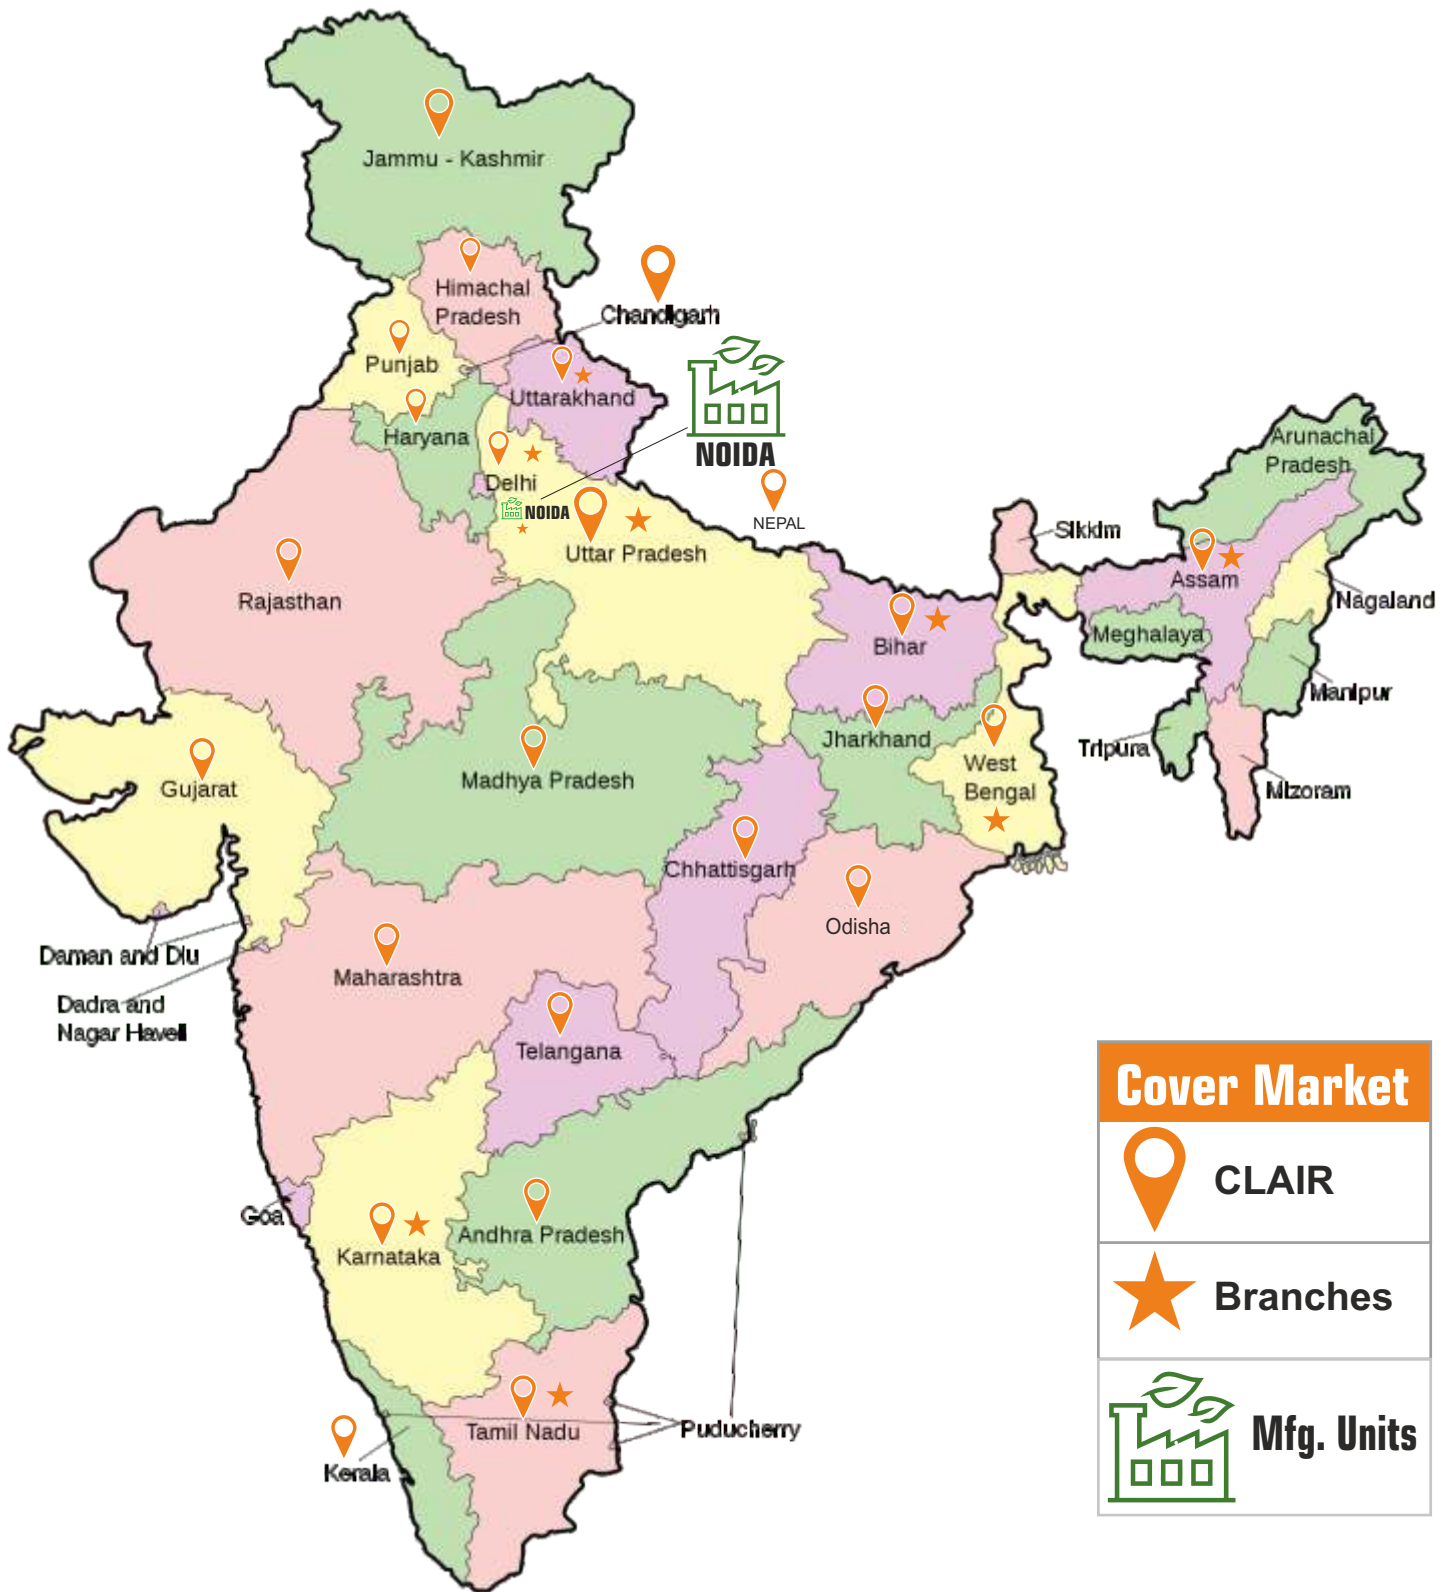 Jammu - Kashmir
Himachal
Pradesh
Chandigarh
Punjab
Uttarakhand
Haryana
NOIDA
Delhi
NOIDA
NEPAL
Uttar Pradesh
Rajasthan
Arunachal
Pradesh
Sikkim
Assam
Nagaland
Meghalaya
Bihar
Manipur
Jharkhand
Tripura
West
Bengal
Mizoram
Gujarat
Madhya Pradesh
Chhattisgarh
Odisha
Daman and Diu
Maharashtra
Dadra and
Nagar Haveli
Telangana
Goa
Karnataka
Andhra Pradesh
Tamil Nadu
Puducherry
Kerala
Cover Market
CLAIR
Branches
Mfg. Units